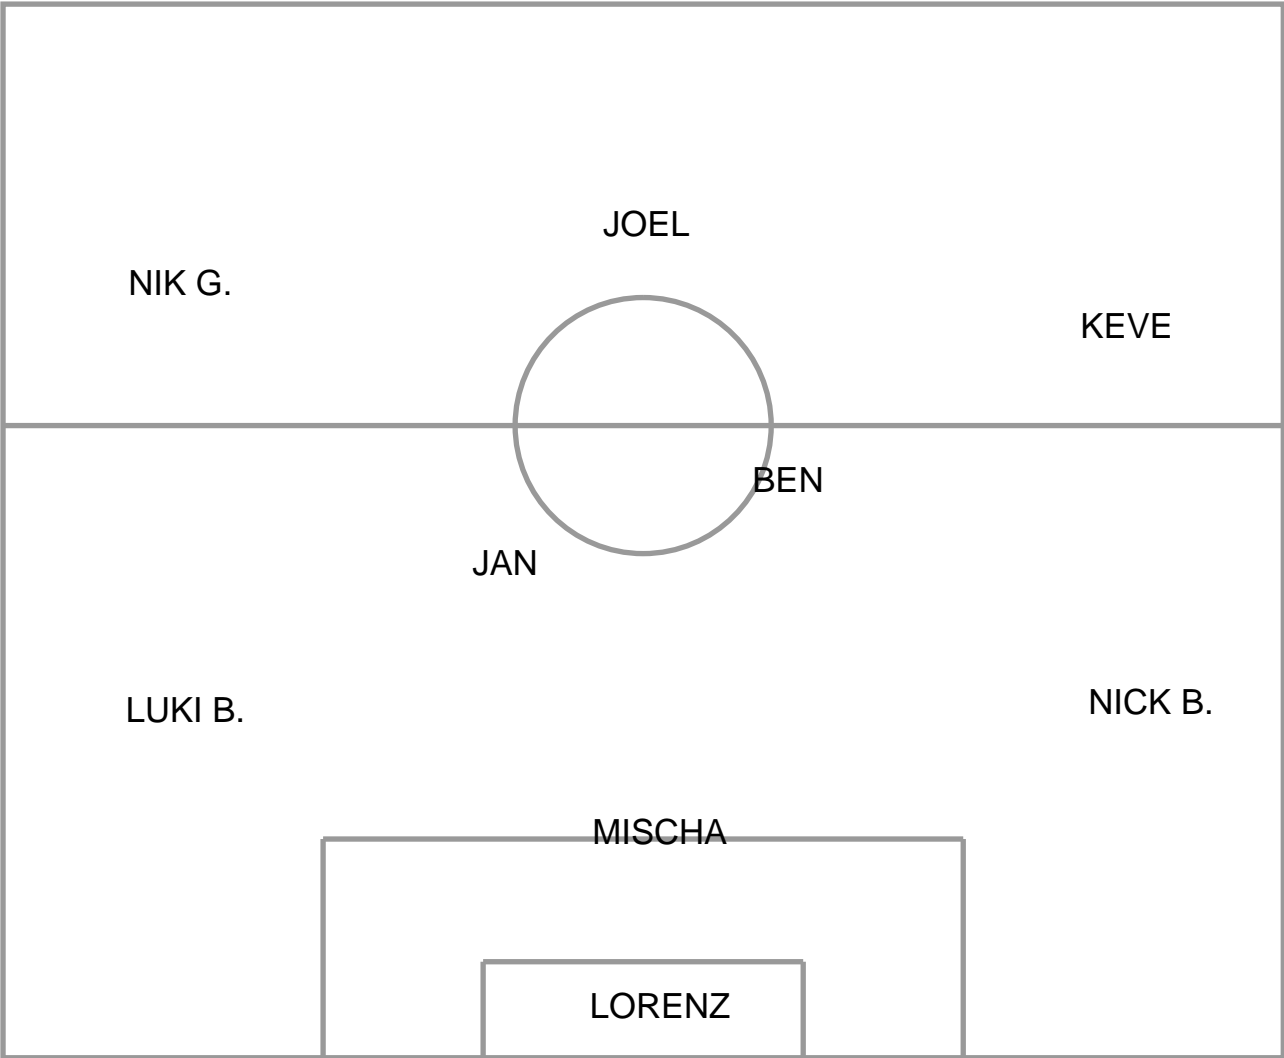 JOEL
NIK G.
KEVE
BEN
JAN
NICK B.
LUKI B.
MISCHA
LORENZ